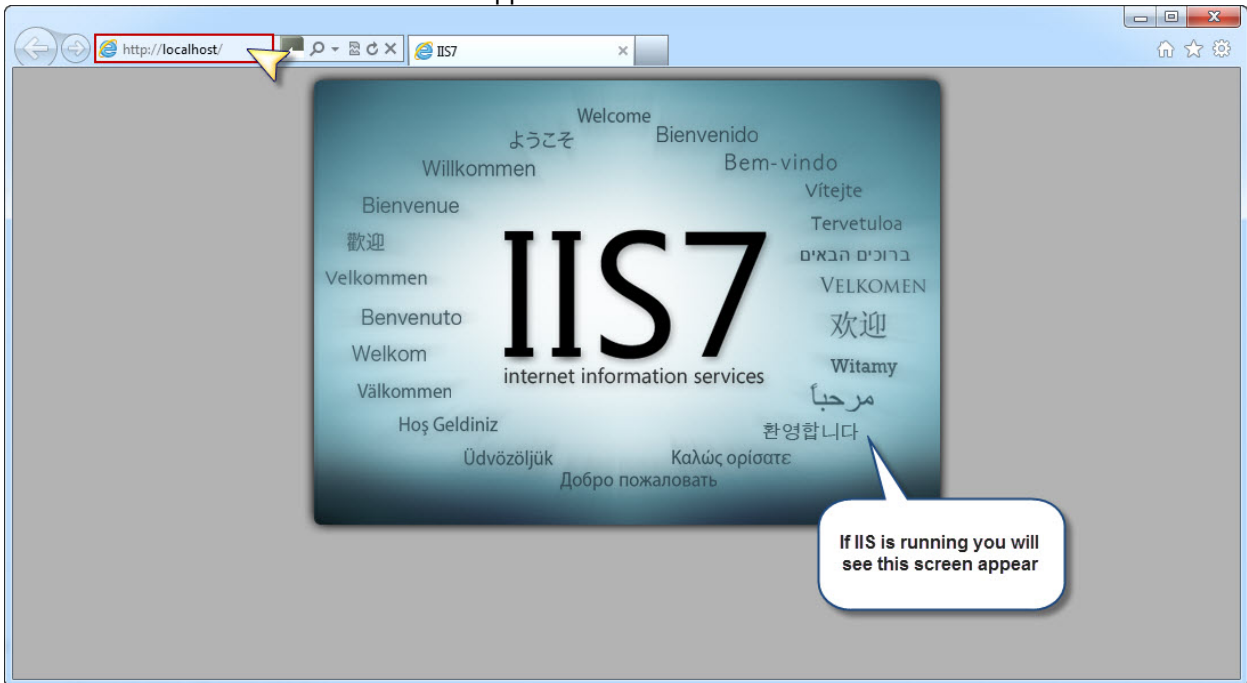 http://localhost/
IIS7
Welcome
ようこそ
Bienvenido
Willkommen
Bem-vindo
Vítejte
Bienvenue
Tervetuloa
歡迎
ברוכים הבאים
Velkommen
VELKOMEN
Benvenuto
欢迎
Welkom
Witamy
IIS7
internet information services
Välkommen
مرحباً
Hoş Geldiniz
환영합니다
Üdvözöljük
Καλώς ορίσατε
Добро пожаловать
If IIS is running you will
see this screen appear